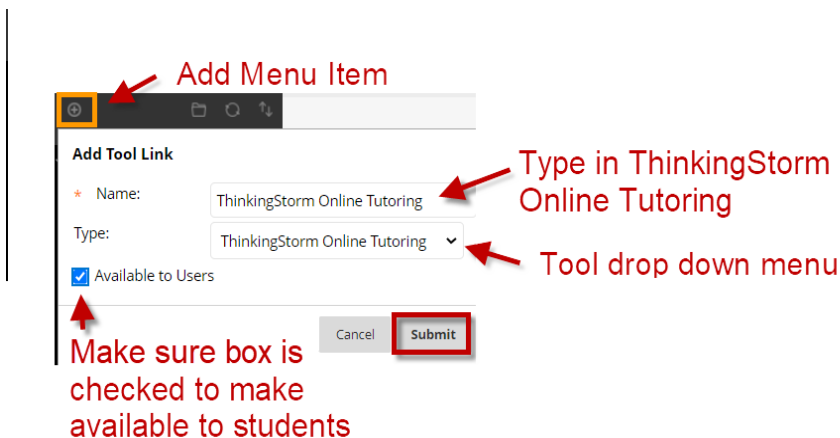 Add Menu Item
Add Tool Link
* Name:
ThinkingStorm Online Tutoring
Type in ThinkingStorm
Online Tutoring
Type:
ThinkingStorm Online Tutoring
Tool drop down menu
Available to Users
Cancel
Submit
Make sure box is
checked to make
available to students